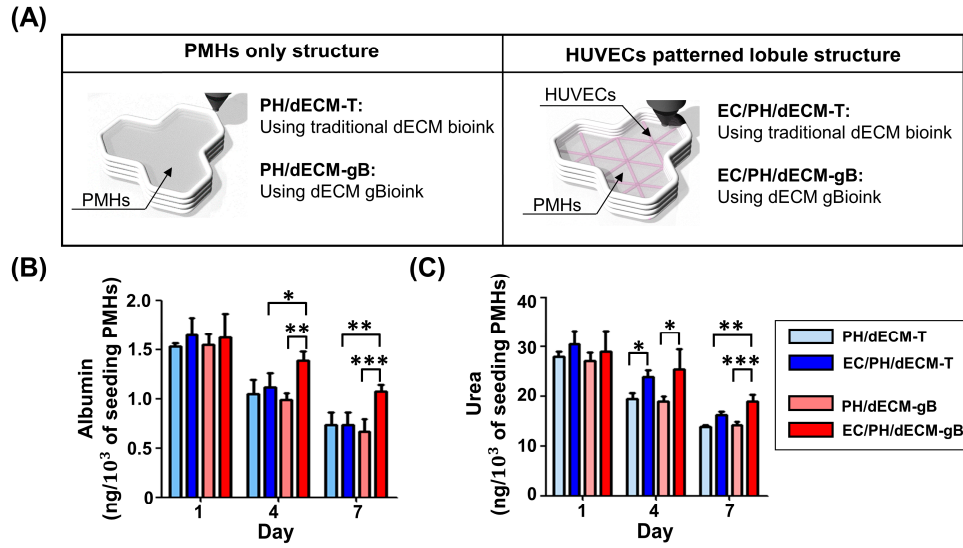 (A)
PMHs only structure
HUVECs patterned lobule structure
PH/dECM-T:
Using traditional dECM bioink
PH/dECM-gB:
Using dECM gBioink
PMHs
HUVECs
EC/PH/dECM-T:
Using traditional dECM bioink
EC/PH/dECM-gB:
Using dECM gBioink
PMHs
(B)
Albumin
(ng/10³ of seeding PMHs)
2.0
1.5
1.0
0.5
0
*
**
**
***
1
4
7
Day
(C)
Urea
(ng/10³ of seeding PMHs)
40
30
20
10
0
*
*
**
***
1
4
7
Day
PH/dECM-T
EC/PH/dECM-T
PH/dECM-gB
EC/PH/dECM-gB